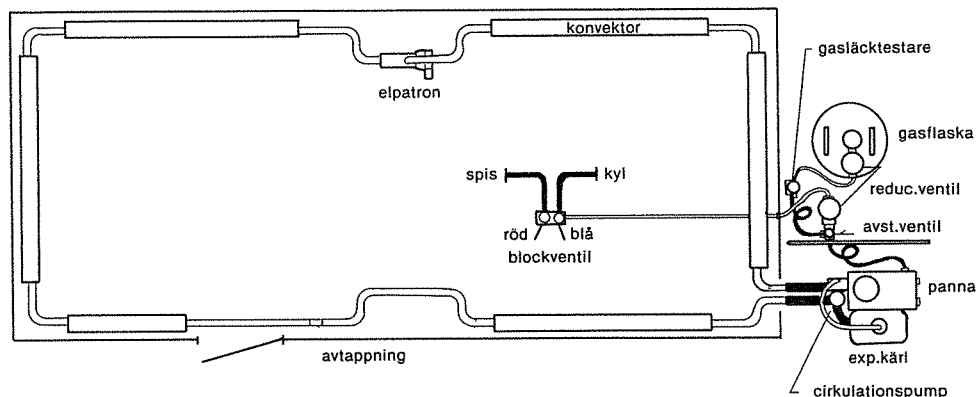 konvektor
gasläcktestare
elpatron
gasflaska
spis
kyl
reduc.ventil
röd
blå
avst.ventil
blockventil
panna
avtappning
exp.kärl
cirkulationspump